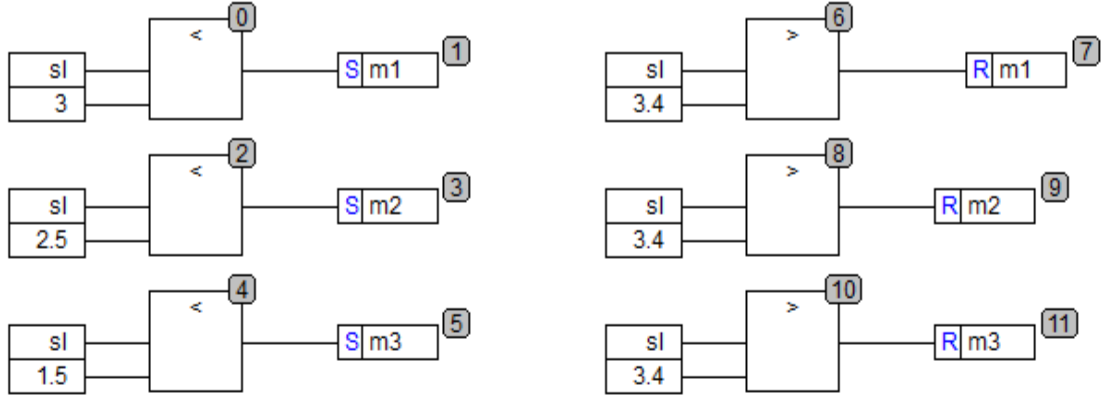 < 0 > 6
sl S m1 1 sl R m1 7
3 3.4
< 2 > 8
sl S m2 3 sl R m2 9
2.5 3.4
< 4 > 10
sl S m3 5 sl R m3 11
1.5 3.4